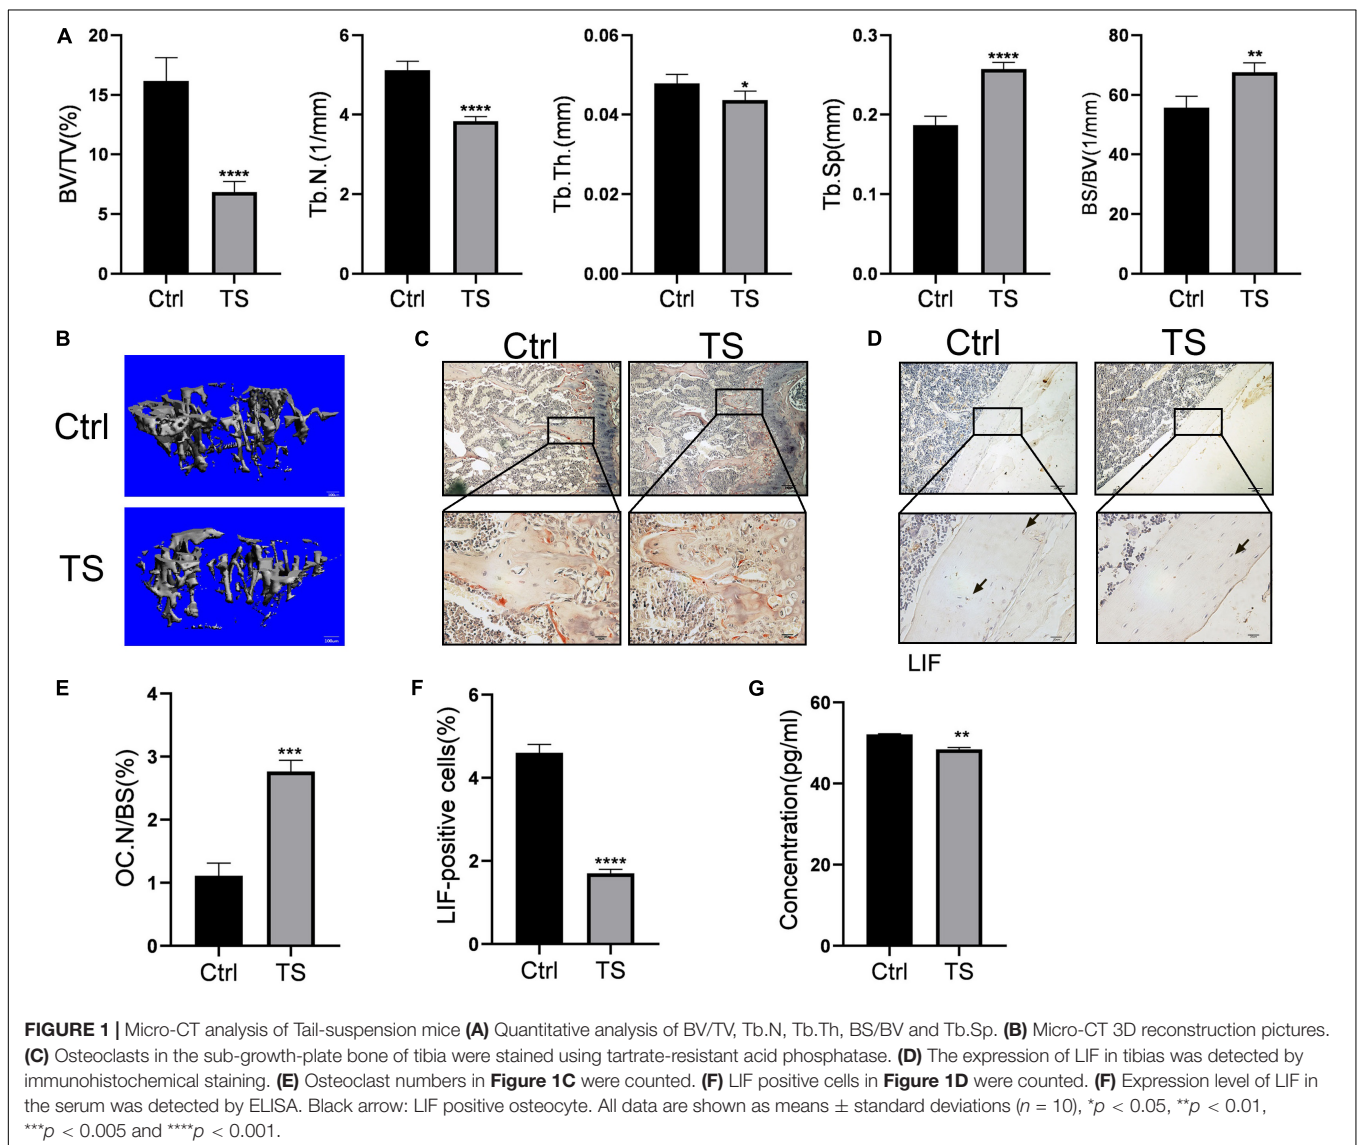 A
20
15
10
5
0
BV/TV(%)
****
Ctrl TS
6
4
2
0
Tb.N.(1/mm)
****
Ctrl TS
0.06
0.04
0.02
0.00
Tb.Th.(mm)
*
Ctrl TS
0.3
0.2
0.1
0.0
Tb.Sp(mm)
****
Ctrl TS
80
60
40
20
0
BS/BV(1/mm)
**
Ctrl TS
B
Ctrl
100μm
TS
100μm
C
Ctrl TS
D
Ctrl TS
LIF
E
4
3
2
1
0
OC.N/BS(%)
***
Ctrl TS
F
6
4
2
0
LIF-positive cells(%)
****
Ctrl TS
G
60
40
20
0
Concentration(pg/ml)
**
Ctrl TS
FIGURE 1 | Micro-CT analysis of Tail-suspension mice (A) Quantitative analysis of BV/TV, Tb.N, Tb.Th, BS/BV and Tb.Sp. (B) Micro-CT 3D reconstruction pictures.
(C) Osteoclasts in the sub-growth-plate bone of tibia were stained using tartrate-resistant acid phosphatase. (D) The expression of LIF in tibias was detected by
immunohistochemical staining. (E) Osteoclast numbers in Figure 1C were counted. (F) LIF positive cells in Figure 1D were counted. (F) Expression level of LIF in
the serum was detected by ELISA. Black arrow: LIF positive osteocyte. All data are shown as means ± standard deviations (n = 10), *p < 0.05, **p < 0.01,
***p < 0.005 and ****p < 0.001.